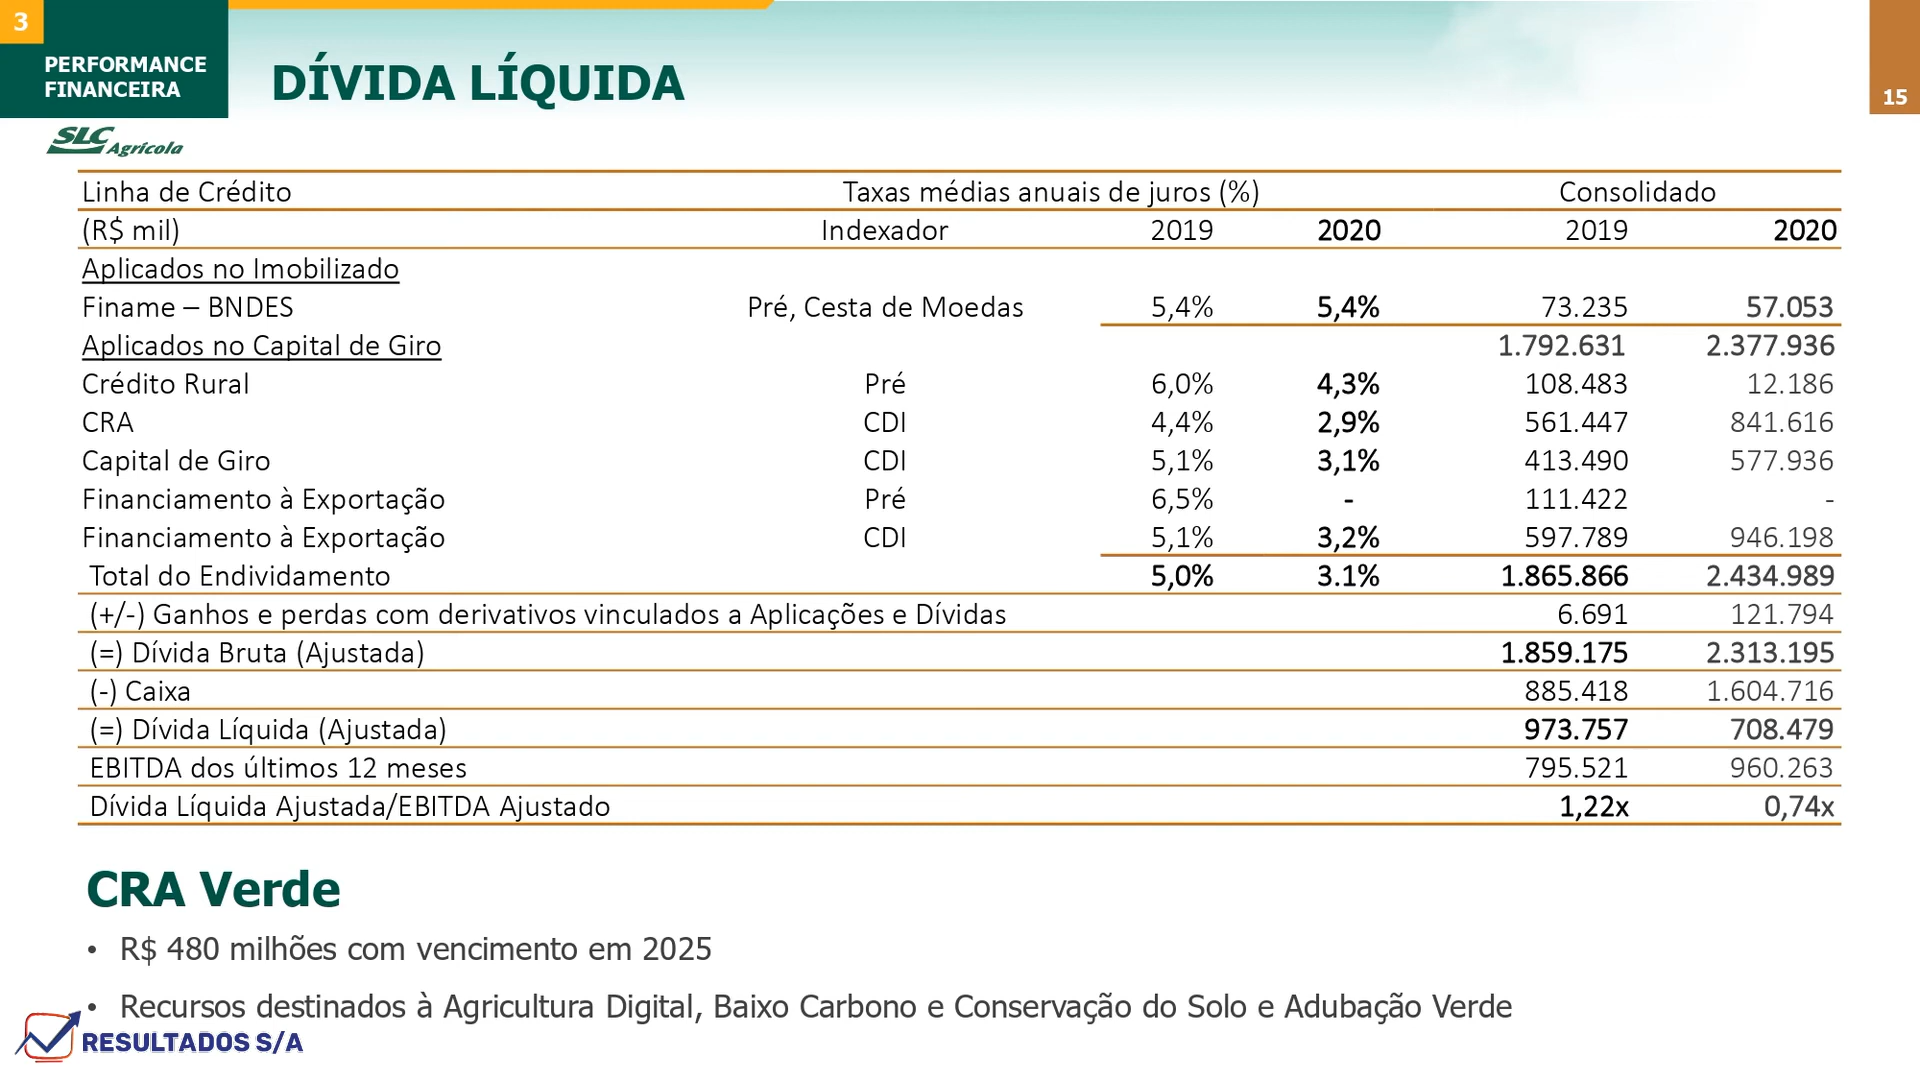 3
PERFORMANCE
FINANCEIRA
DÍVIDA LÍQUIDA
15
SLC Agrícola
Linha de Crédito Taxas médias anuais de juros (%) Consolidado
(R$ mil) Indexador 2019 2020 2019 2020
Aplicados no Imobilizado
Finame – BNDES Pré, Cesta de Moedas 5,4% 5,4% 73.235 57.053
Aplicados no Capital de Giro 1.792.631 2.377.936
Crédito Rural Pré 6,0% 4,3% 108.483 12.186
CRA CDI 4,4% 2,9% 561.447 841.616
Capital de Giro CDI 5,1% 3,1% 413.490 577.936
Financiamento à Exportação Pré 6,5% - 111.422 -
Financiamento à Exportação CDI 5,1% 3,2% 597.789 946.198
Total do Endividamento 5,0% 3.1% 1.865.866 2.434.989
(+/-) Ganhos e perdas com derivativos vinculados a Aplicações e Dívidas 6.691 121.794
(=) Dívida Bruta (Ajustada) 1.859.175 2.313.195
(-) Caixa 885.418 1.604.716
(=) Dívida Líquida (Ajustada) 973.757 708.479
EBITDA dos últimos 12 meses 795.521 960.263
Dívida Líquida Ajustada/EBITDA Ajustado 1,22x 0,74x
CRA Verde
• R$ 480 milhões com vencimento em 2025
• Recursos destinados à Agricultura Digital, Baixo Carbono e Conservação do Solo e Adubação Verde
RESULTADOS S/A